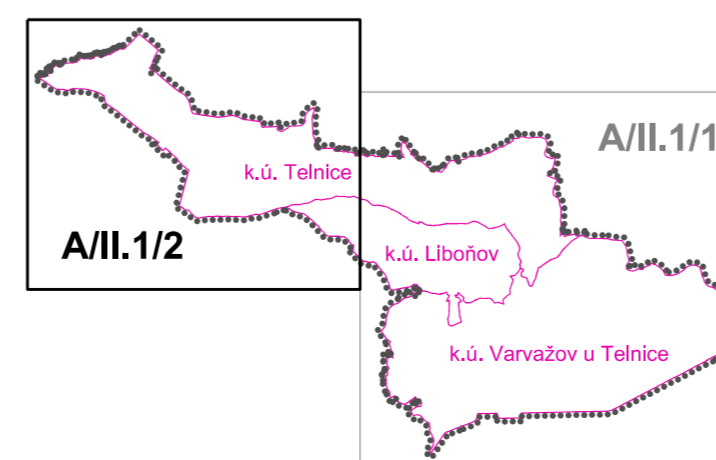 A/II.1/1
k.ú. Telnice
A/II.1/2
k.ú. Liboňov
k.ú. Varvažov u Telnice